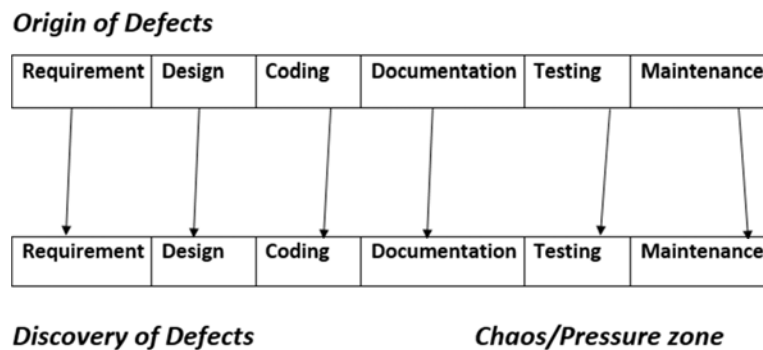 Origin of Defects
Requirement Design Coding Documentation Testing Maintenance
Requirement Design Coding Documentation Testing Maintenance
Discovery of Defects Chaos/Pressure zone